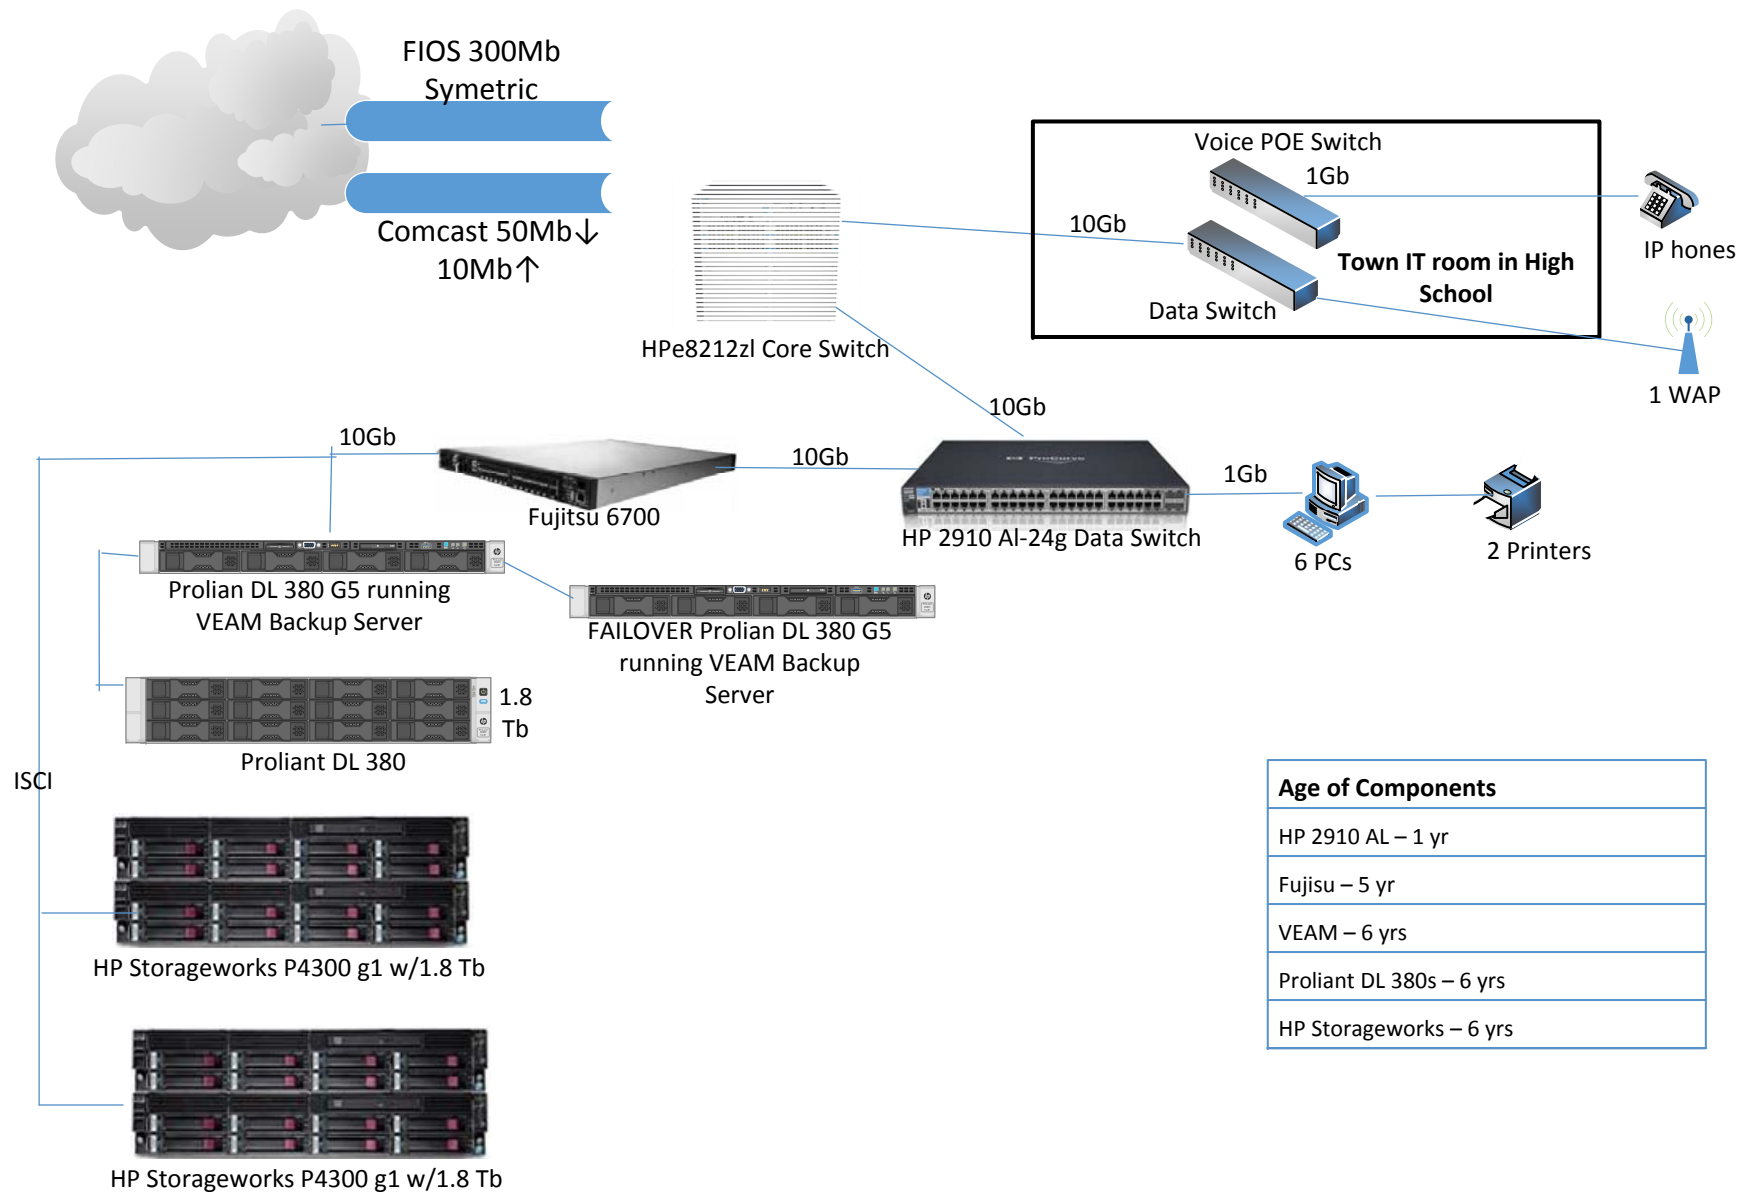 FIOS 300Mb
Symetric
Comcast 50Mb↓
10Mb↑
HPe8212zl Core Switch
10Gb
Voice POE Switch
1Gb
Town IT room in High
School
Data Switch
IP hones
1 WAP
10Gb
10Gb
Fujitsu 6700
10Gb
ProCurve
HP 2910 Al-24g Data Switch
1Gb
6 PCs
2 Printers
Prolian DL 380 G5 running
VEAM Backup Server
FAILOVER Prolian DL 380 G5
running VEAM Backup
Server
1.8
Tb
Proliant DL 380
ISCI
HP Storageworks P4300 g1 w/1.8 Tb
HP Storageworks P4300 g1 w/1.8 Tb
Age of Components
HP 2910 AL – 1 yr
Fujisu – 5 yr
VEAM – 6 yrs
Proliant DL 380s – 6 yrs
HP Storageworks – 6 yrs